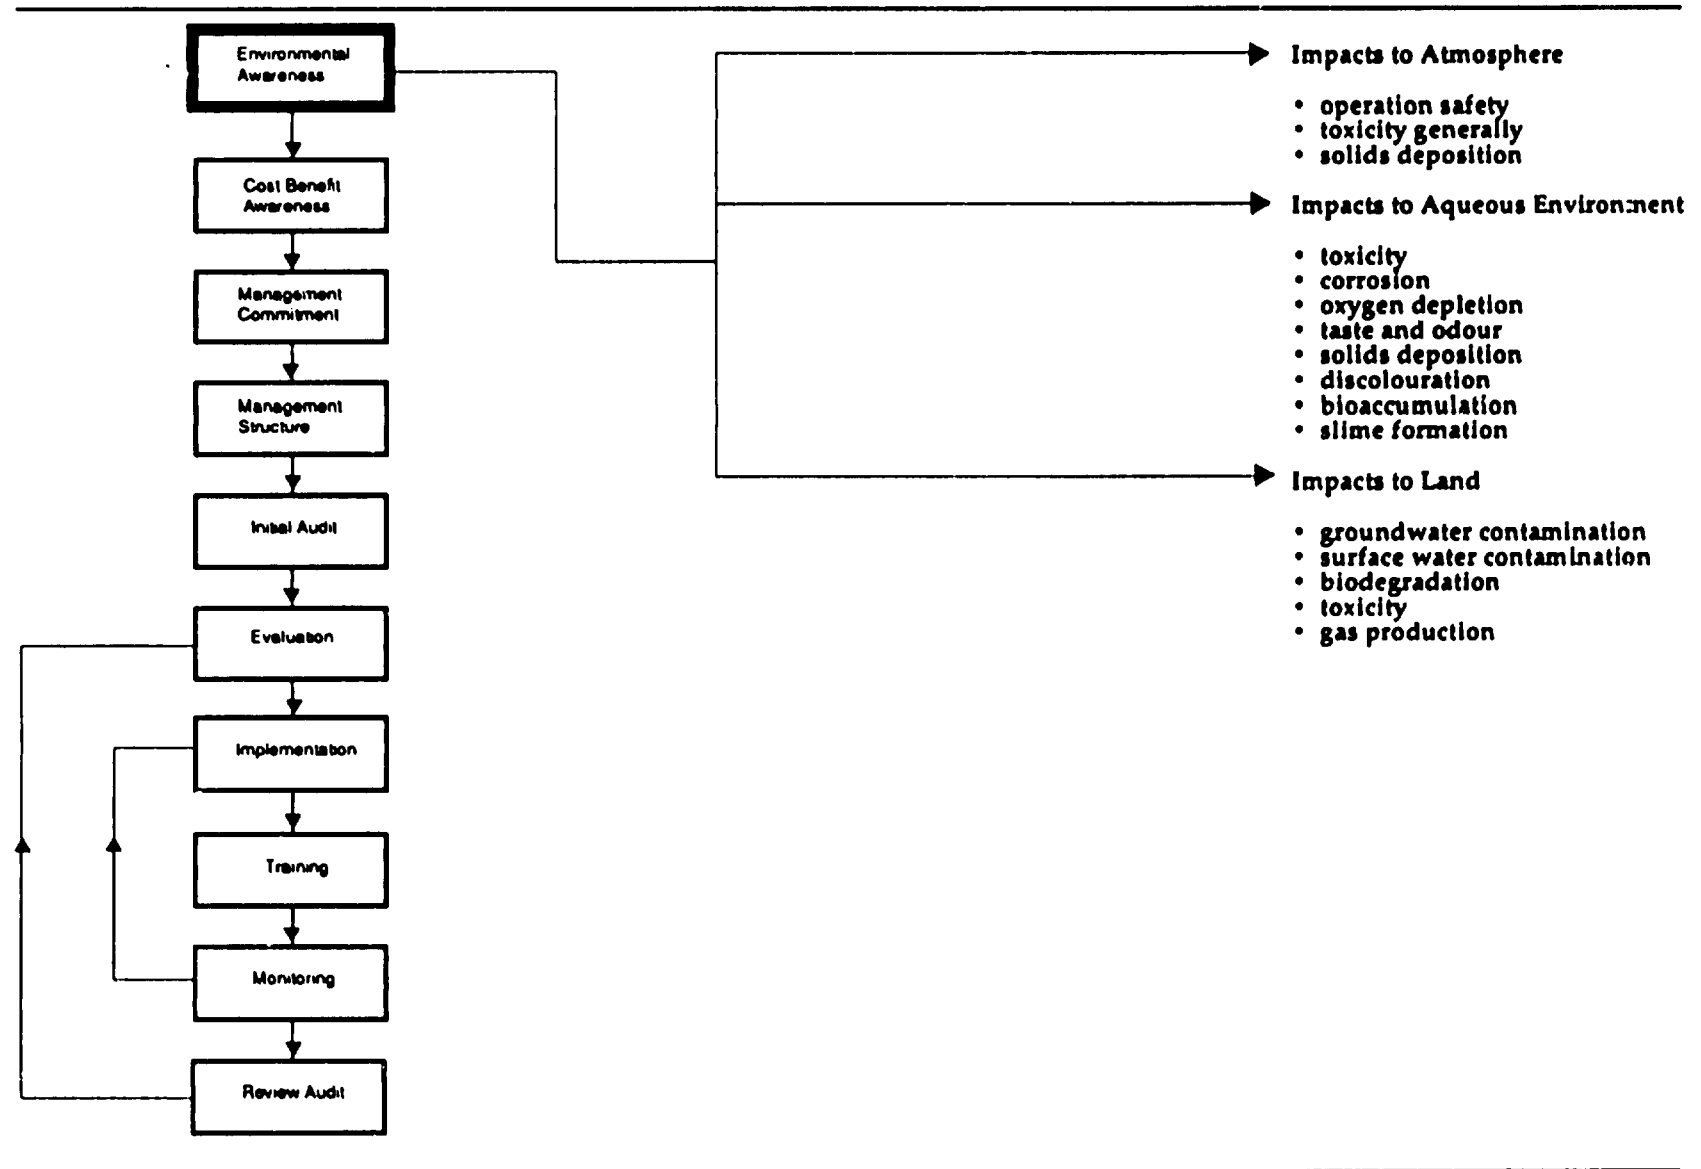 Environmental
Awareness
Cost Benefit
Awareness
Management
Commitment
Management
Structure
Initial Audit
Evaluation
Implementation
Training
Monitoring
Review Audit
Impacts to Atmosphere
• operation safety
• toxicity generally
• solids deposition
Impacts to Aqueous Environment
• toxicity
• corrosion
• oxygen depletion
• taste and odour
• solids deposition
• discolouration
• bioaccumulation
• slime formation
Impacts to Land
• groundwater contamination
• surface water contamination
• biodegradation
• toxicity
• gas production